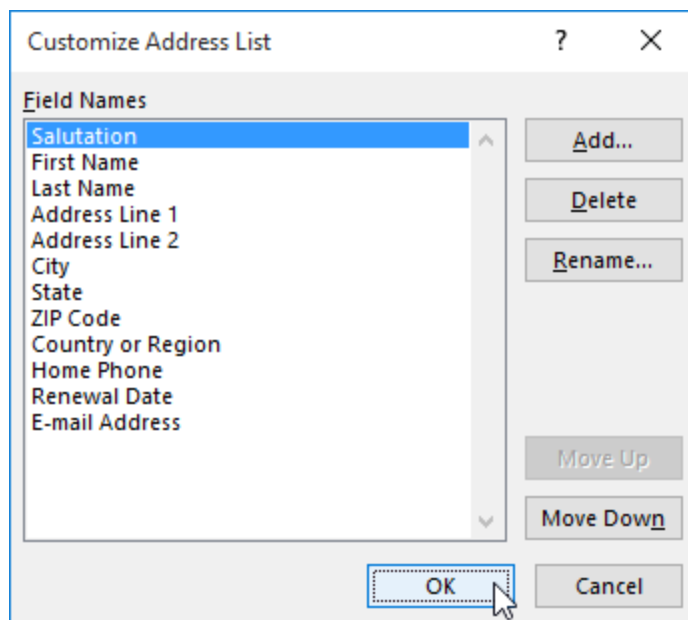 Customize Address List
?
Field Names
Salutation
First Name
Last Name
Address Line 1
Address Line 2
City
State
ZIP Code
Country or Region
Home Phone
Renewal Date
E-mail Address
Add...
Delete
Rename...
Move Up
Move Down
OK
Cancel